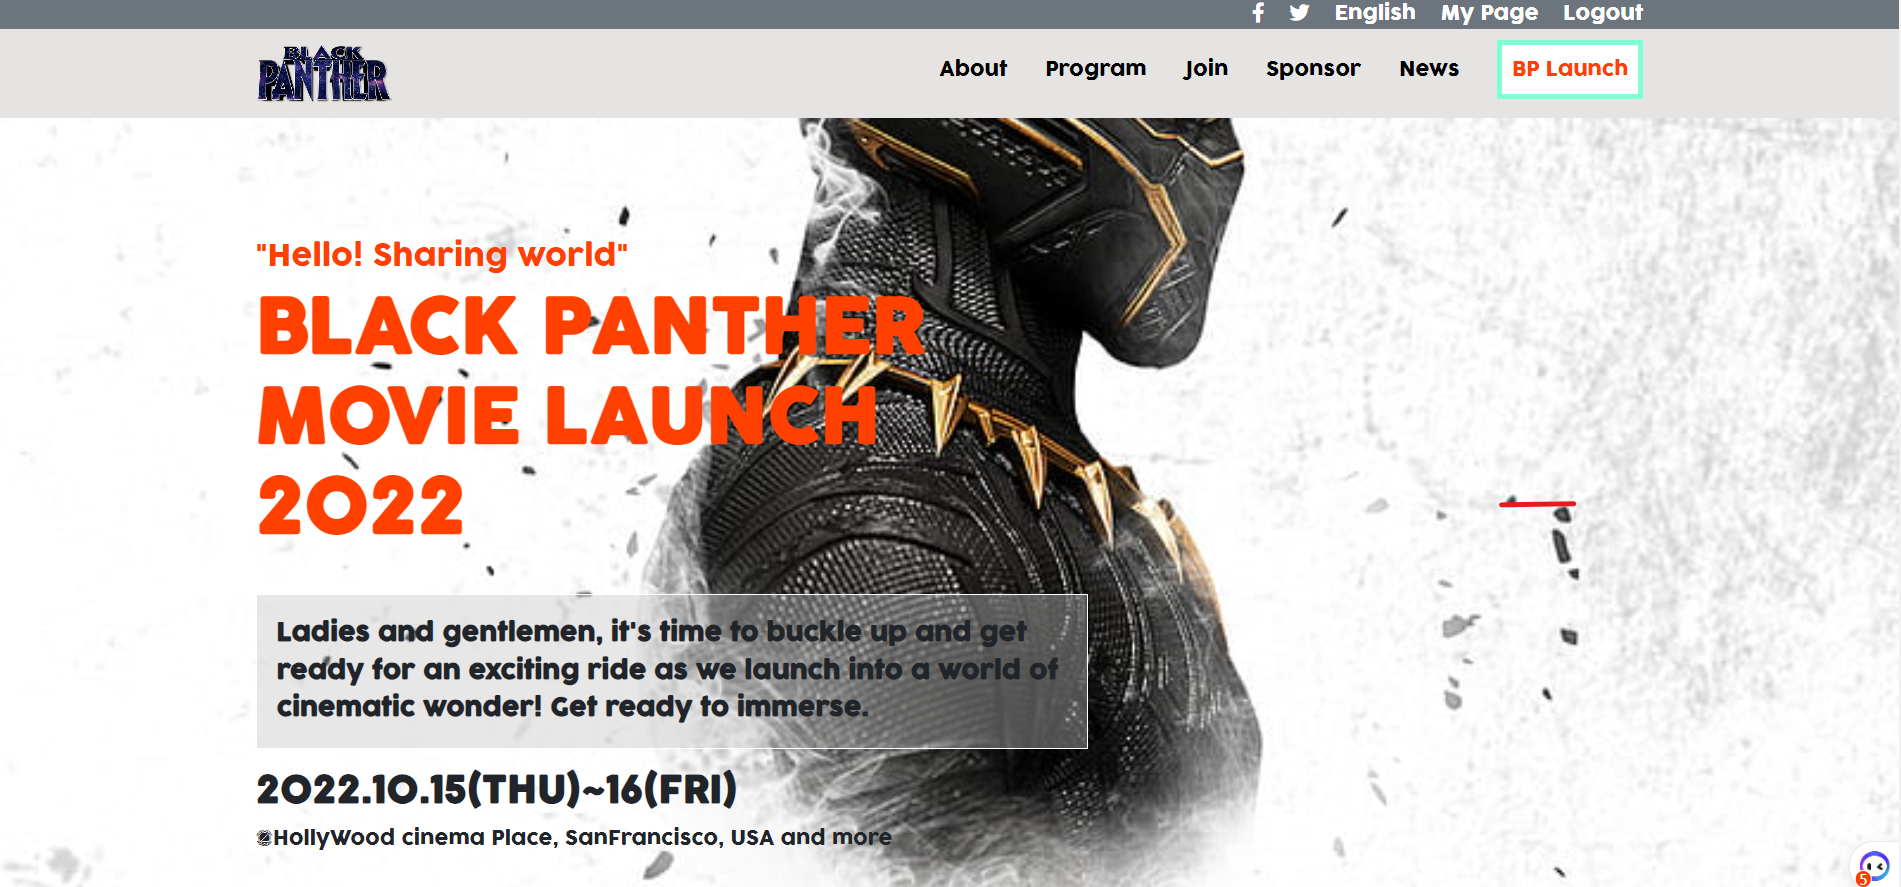 English My Page Logout
BLACK
PANTHER
About Program Join Sponsor News BP Launch
"Hello! Sharing world"
BLACK PANTHER
MOVIE LAUNCH
2022
Ladies and gentlemen, it's time to buckle up and get
ready for an exciting ride as we launch into a world of
cinematic wonder! Get ready to immerse.
2022.10.15(THU)~16(FRI)
HollyWood cinema Place, SanFrancisco, USA and more
5